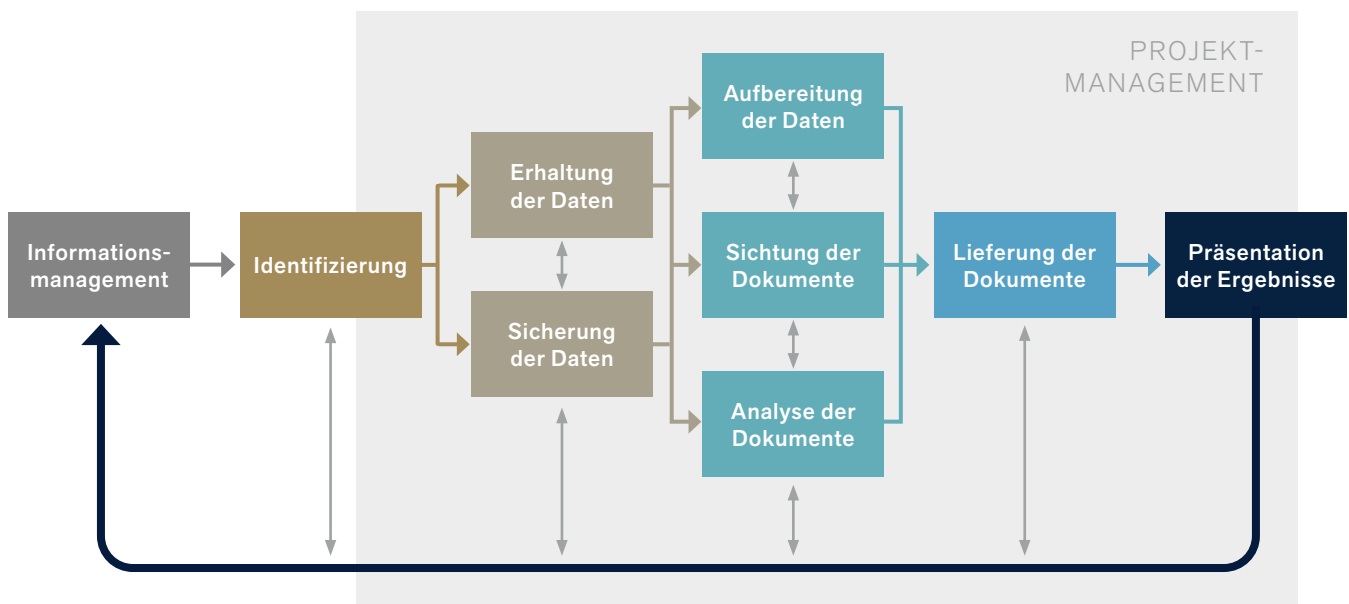 PROJEKT-
MANAGEMENT
Informations-
management
Identifizierung
Erhaltung
der Daten
Sicherung
der Daten
Aufbereitung
der Daten
Sichtung der
Dokumente
Analyse der
Dokumente
Lieferung der
Dokumente
Präsentation
der Ergebnisse